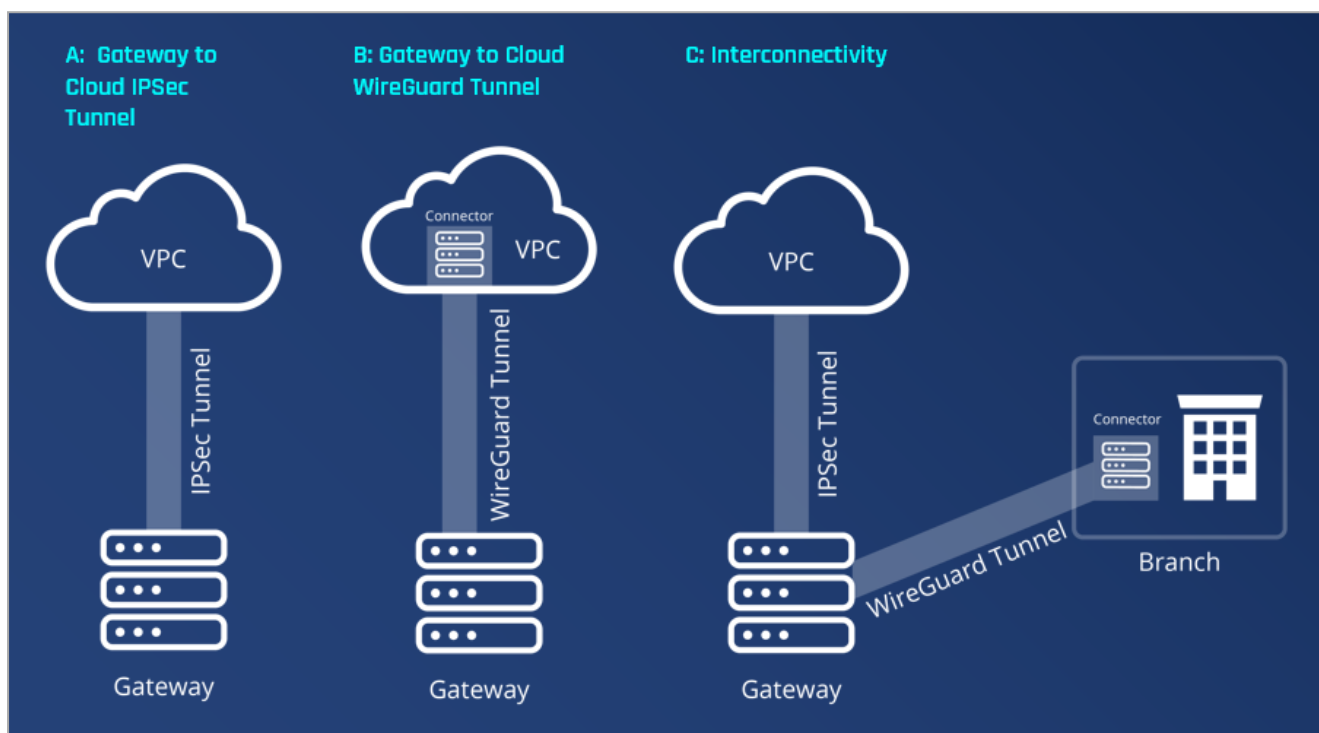 A: Gateway to
Cloud IPSec
Tunnel
B: Gateway to Cloud
WireGuard Tunnel
C: Interconnectivity
VPC
IPSec Tunnel
Gateway
Connector
VPC
WireGuard Tunnel
Gateway
VPC
IPSec Tunnel
Gateway
WireGuard Tunnel
Connector
Branch